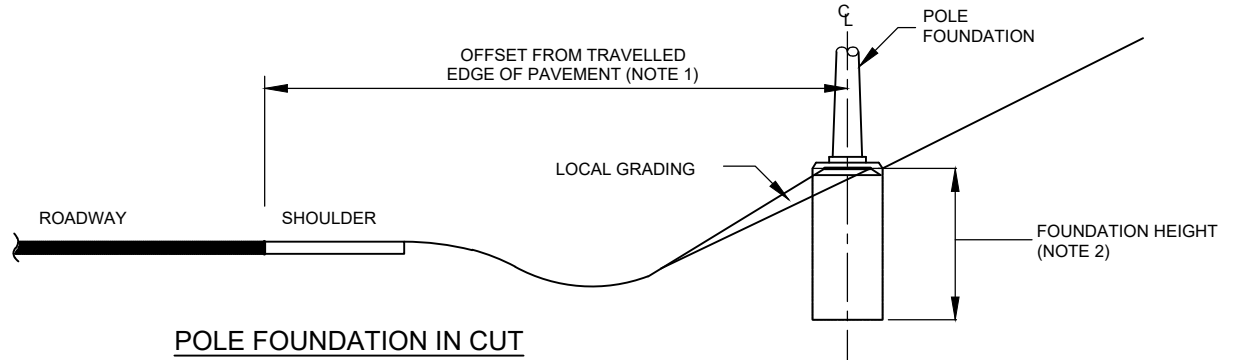 ℄
POLE
FOUNDATION
OFFSET FROM TRAVELLED
EDGE OF PAVEMENT (NOTE 1)
LOCAL GRADING
ROADWAY
SHOULDER
FOUNDATION HEIGHT
(NOTE 2)
POLE FOUNDATION IN CUT